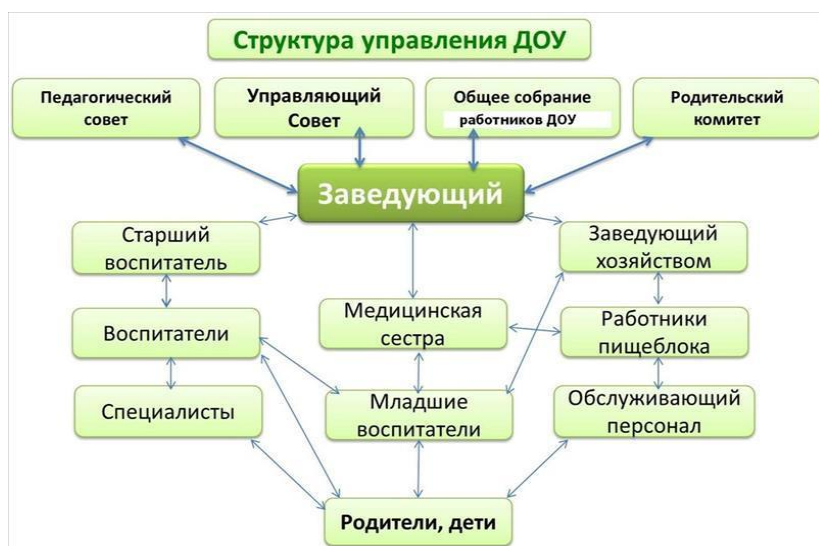 Структура управления ДОУ
Педагогический
совет
Управляющий
Совет
Общее собрание
работников ДОУ
Родительский
комитет
Заведующий
Старший
воспитатель
Заведующий
хозяйством
Воспитатели
Медицинская
сестра
Работники
пищеблока
Специалисты
Младшие
воспитатели
Обслуживающий
персонал
Родители, дети